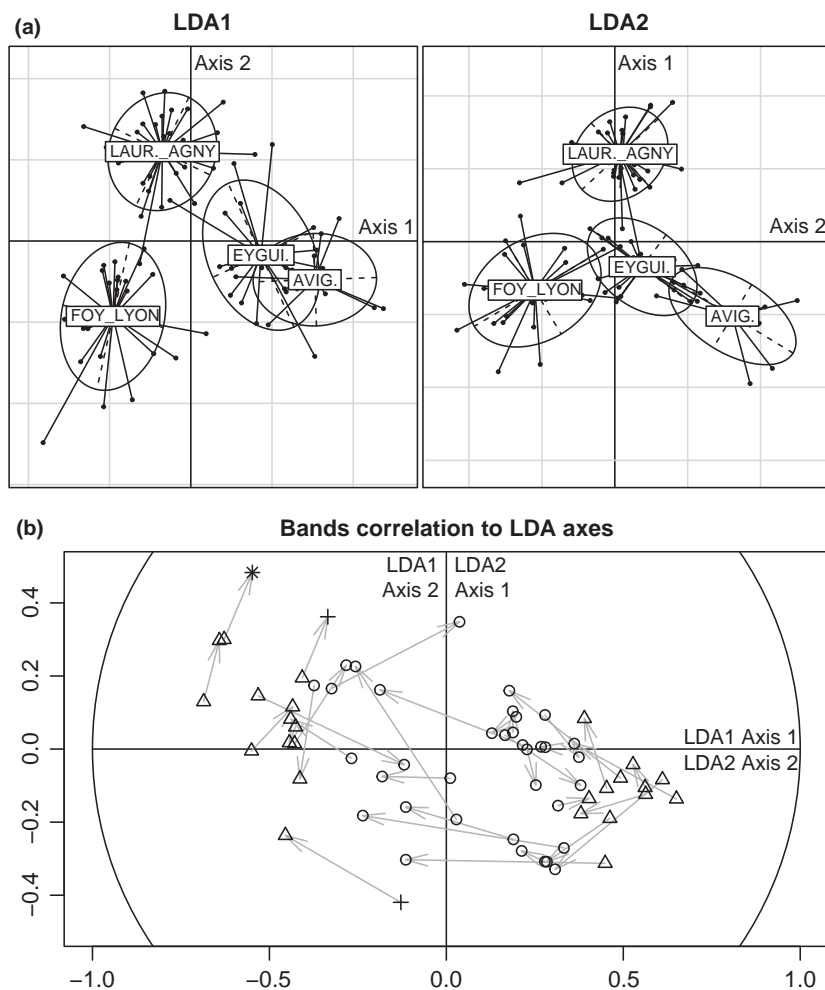 (a)
LDA1
LDA2
Axis 2
LAUR._AGNY
Axis 1
EYGUI.
AVIG.
FOY_LYON
Axis 1
LAUR._AGNY
Axis 2
EYGUI.
FOY_LYON
AVIG.
(b)
Bands correlation to LDA axes
LDA1
Axis 2
LDA2
Axis 1
0.4
0.2
0.0
−0.2
−0.4
LDA1 Axis 1
LDA2 Axis 2
−1.0
−0.5
0.0
0.5
1.0